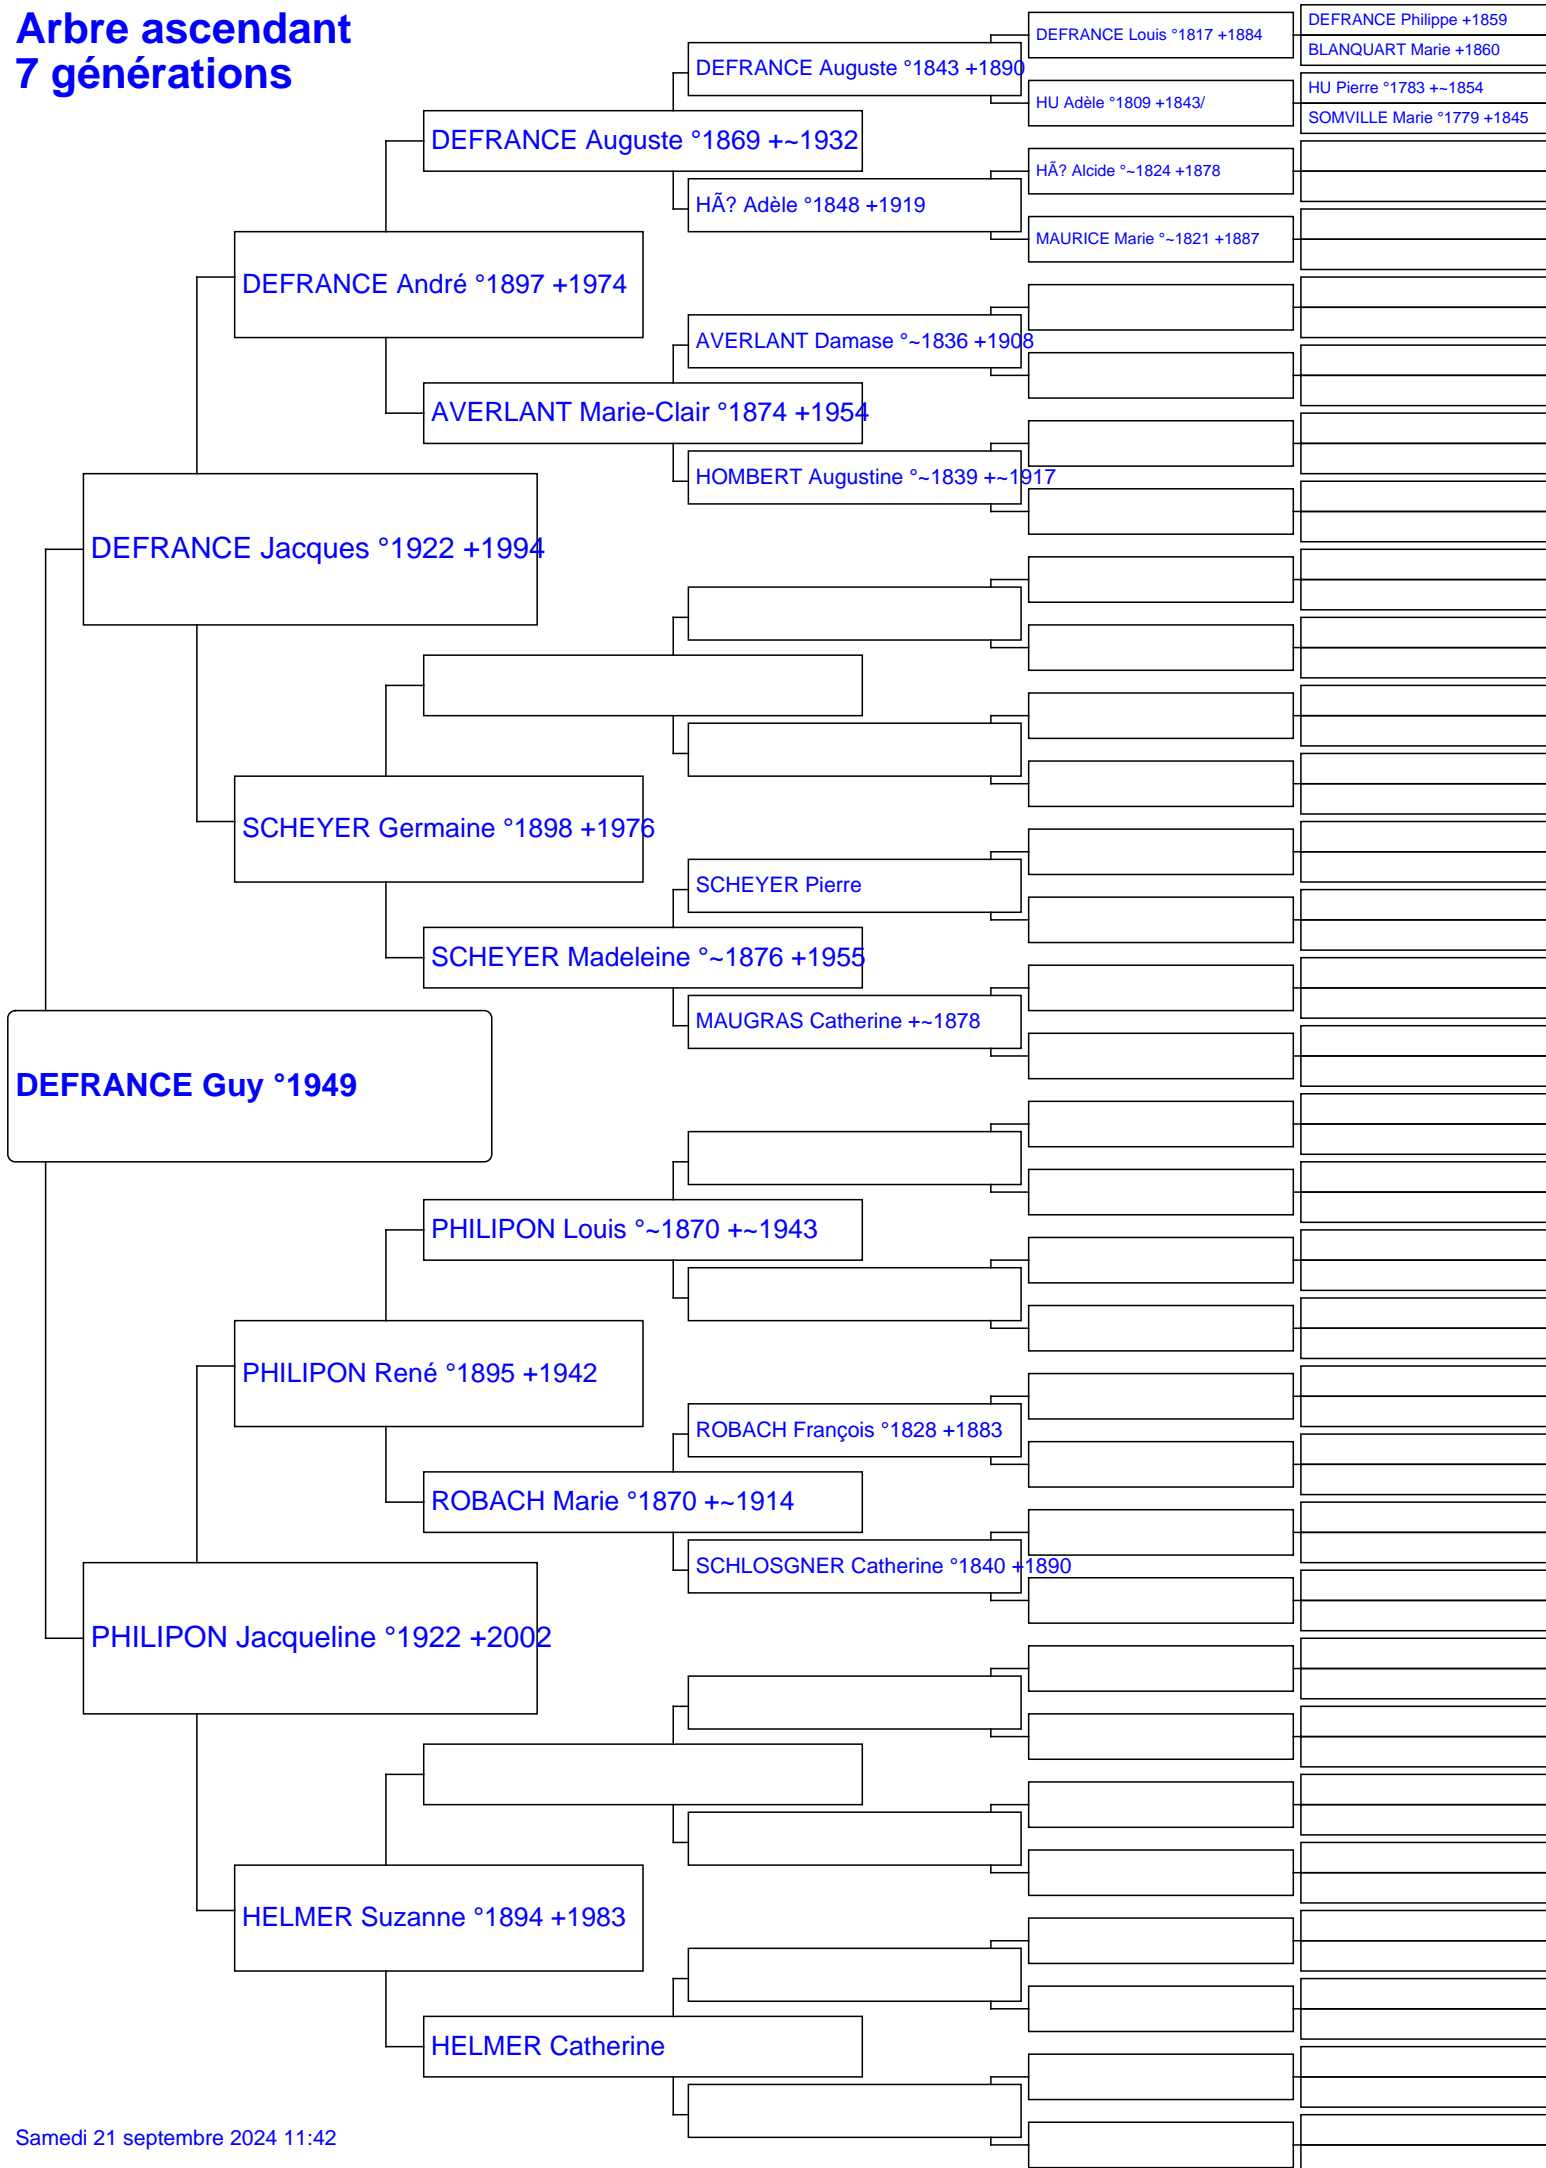 Arbre ascendant
7 générations
DEFRANCE Philippe +1859
DEFRANCE Louis °1817 +1884
BLANQUART Marie +1860
DEFRANCE Auguste °1843 +1890
HU Pierre °1783 +~1854
HU Adèle °1809 +1843/
SOMVILLE Marie °1779 +1845
DEFRANCE Auguste °1869 +~1932
HÃ? Alcide °~1824 +1878
HÃ? Adèle °1848 +1919
MAURICE Marie °~1821 +1887
DEFRANCE André °1897 +1974
AVERLANT Damase °~1836 +1908
AVERLANT Marie-Clair °1874 +1954
HOMBERT Augustine °~1839 +~1917
DEFRANCE Jacques °1922 +1994
SCHEYER Germaine °1898 +1976
SCHEYER Pierre
SCHEYER Madeleine °~1876 +1955
MAUGRAS Catherine +~1878
DEFRANCE Guy °1949
PHILIPON Louis °~1870 +~1943
PHILIPON René °1895 +1942
ROBACH François °1828 +1883
ROBACH Marie °1870 +~1914
SCHLOSGNER Catherine °1840 +1890
PHILIPON Jacqueline °1922 +2002
HELMER Suzanne °1894 +1983
HELMER Catherine
Samedi 21 septembre 2024 11:42